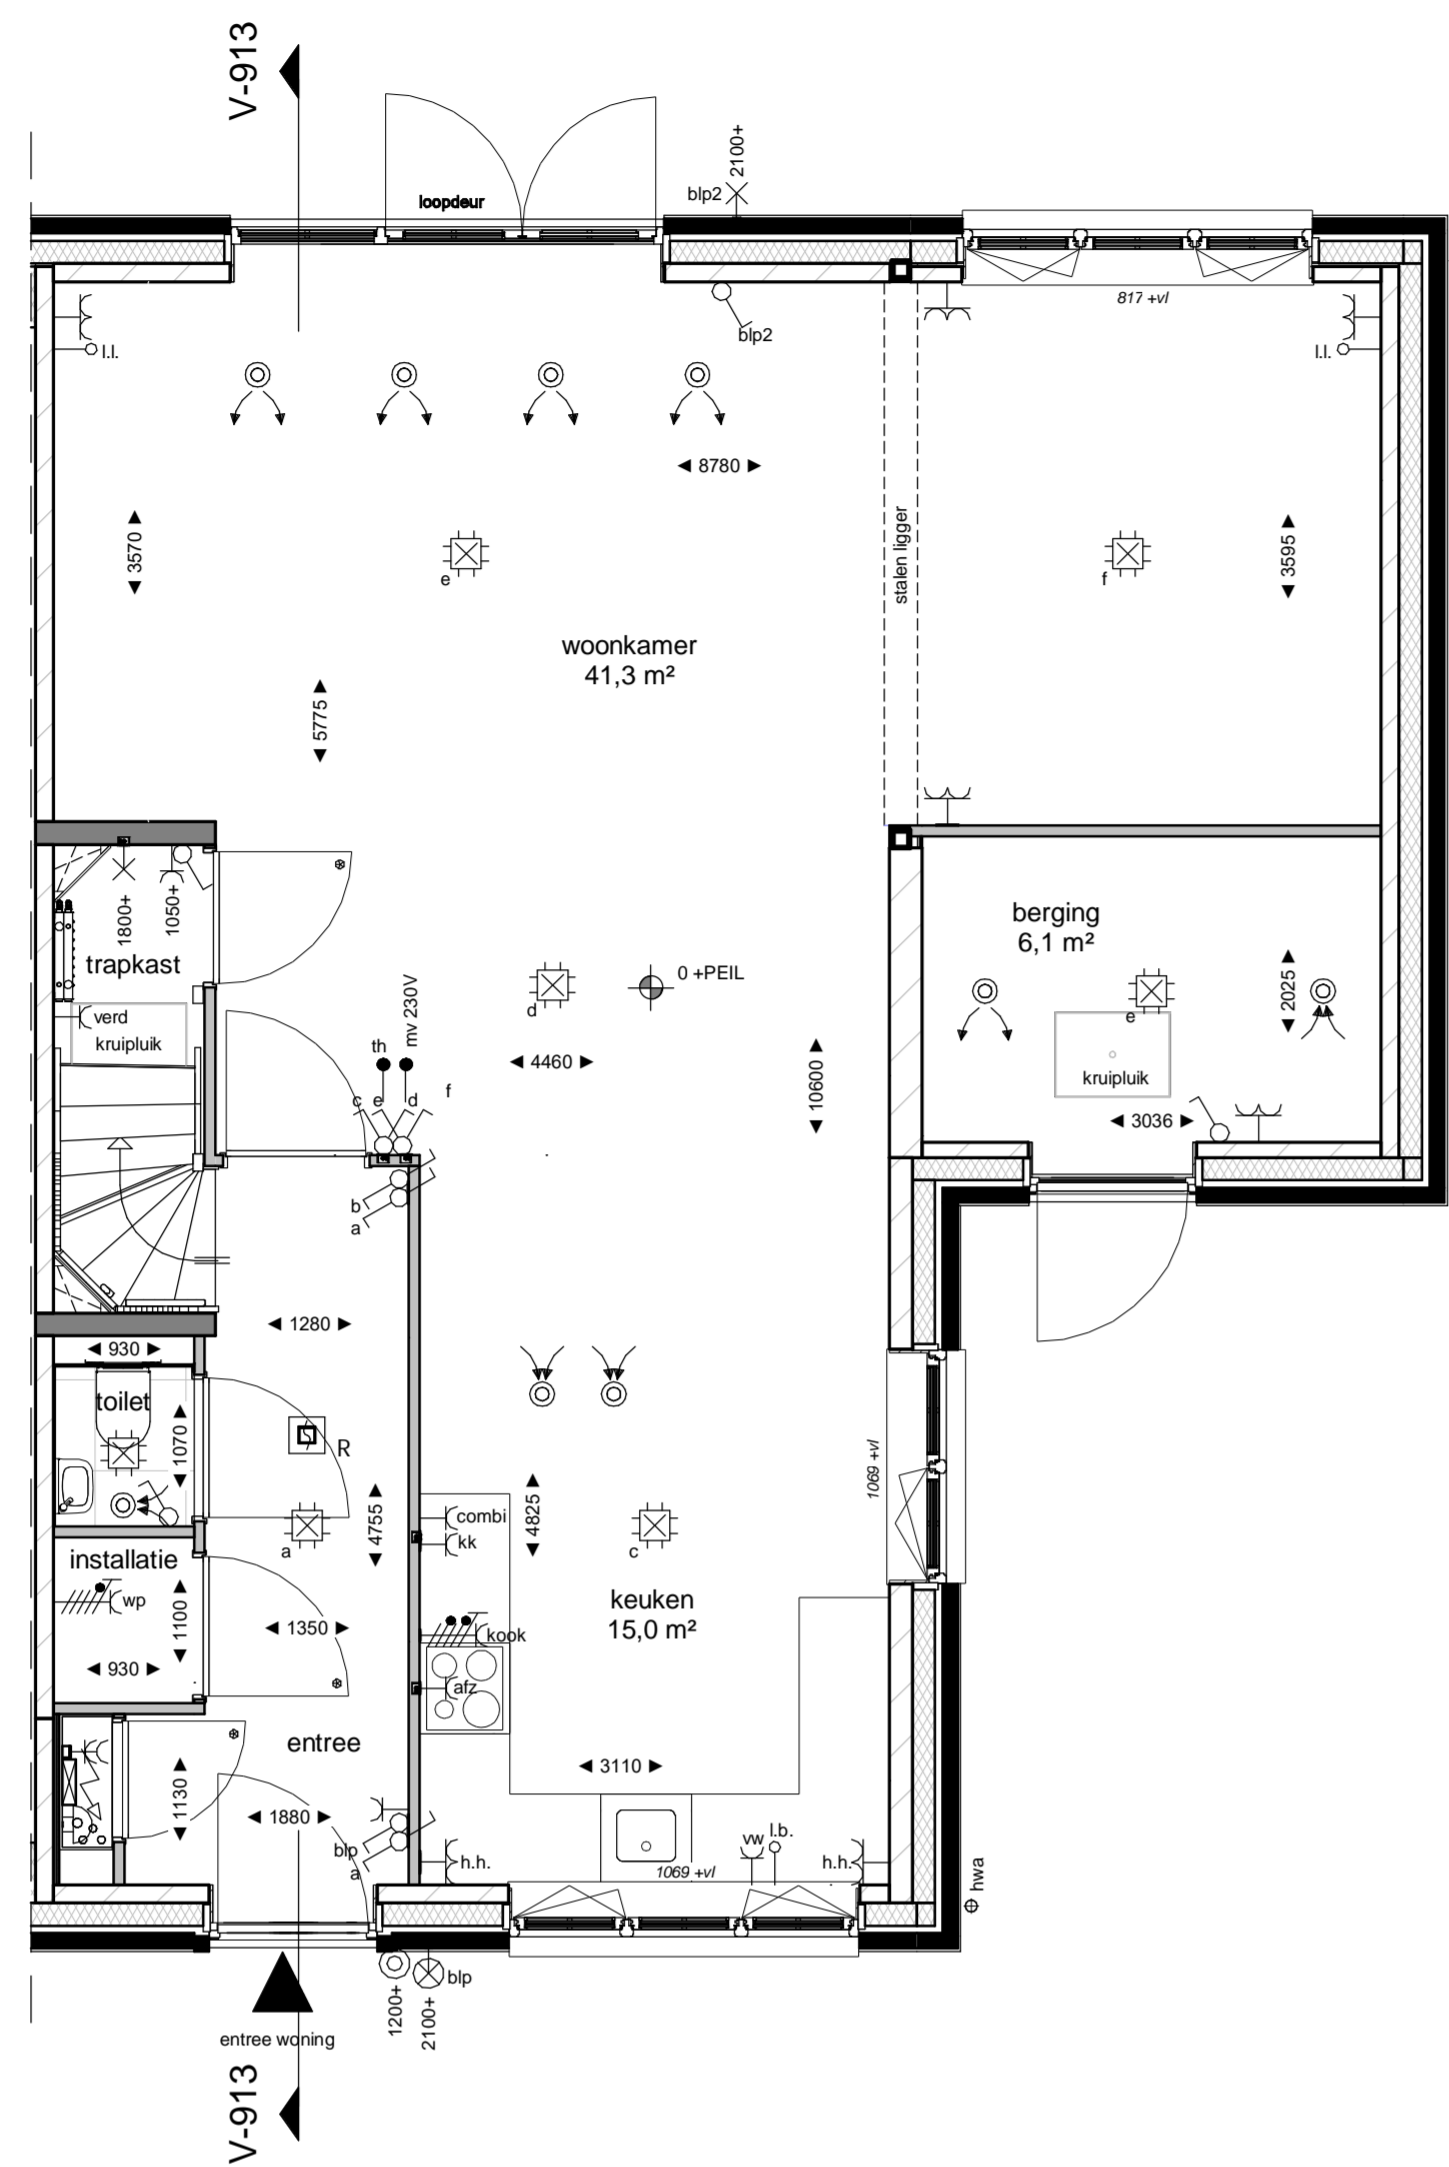 V-913
2100+
blp2
loopdeur
817 +vl
blp2
l.l.
l.l.
8780
3570
stalen ligger
3595
e
f
woonkamer
41,3 m²
5775
berging
6,1 m²
1800+
1050+
trapkast
0 +PEIL
d
2025
e
verd
kruipluik
mv 230V
th
4460
10600
kruipluik
c
e
d
f
3036
b
a
1280
930
toilet
1070
R
1069 +vl
4755
4825
combi
kk
a
c
installatie
wp
1100
keuken
15,0 m²
1350
kook
930
afz
entree
3110
1130
1880
blp
a
h.h.
1069 +vl
vw
l.b.
h.h.
hwa
blp
1200+
2100+
entree woning
V-913